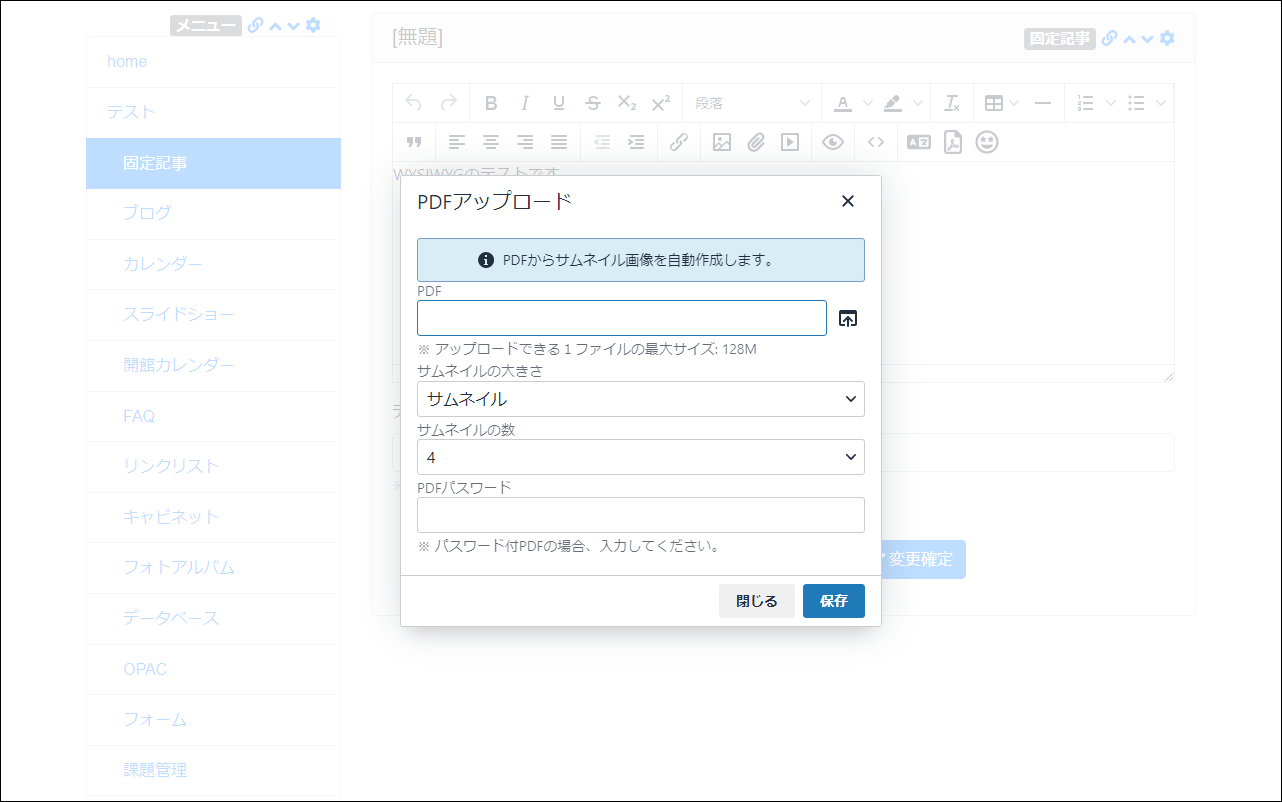 メニュー
home
テスト
固定記事
ブログ
カレンダー
スライドショー
開館カレンダー
FAQ
リンクリスト
キャビネット
フォトアルバム
データベース
OPAC
フォーム
課題管理
[無題]
固定記事
段落
WYSIWYGのテストです
PDFアップロード
PDFからサムネイル画像を自動作成します。
PDF
※ アップロードできる１ファイルの最大サイズ: 128M
サムネイルの大きさ
サムネイル
サムネイルの数
4
PDFパスワード
※ パスワード付PDFの場合、入力してください。
閉じる
保存
変更確定